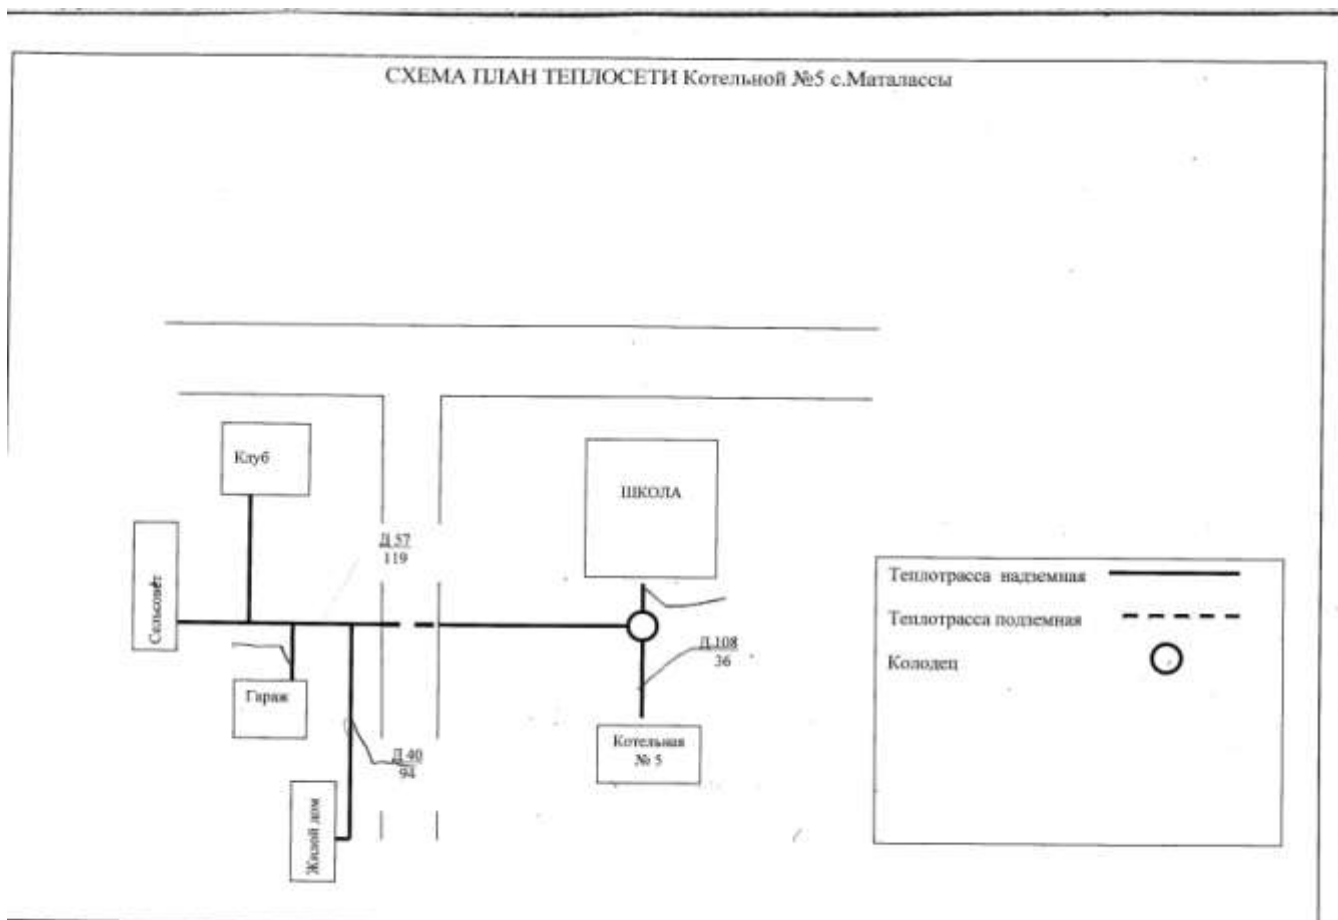 СХЕМА ПЛАН ТЕПЛОСЕТИ Котельной №5 с.Маталассы
Клуб
ШКОЛА
Д 57
119
Сельсовет
Теплотрасса надземная
Теплотрасса подземная
Колодец
Д 108
36
Гараж
Котельная
№ 5
Д 40
94
Жилой дом